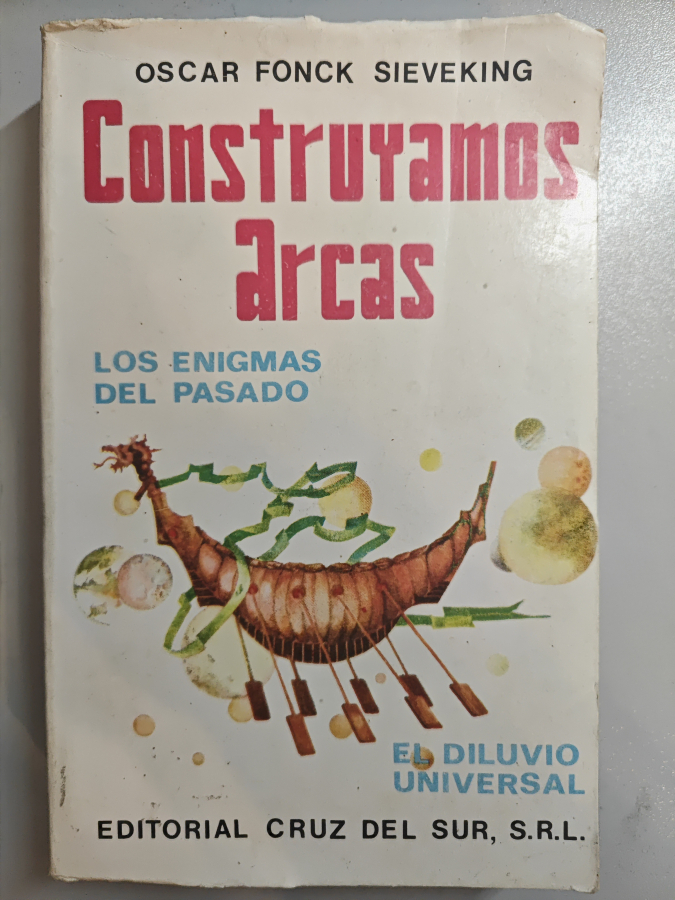 OSCAR FONCK SIEVEKING
Construyamos
arcas
LOS ENIGMAS
DEL PASADO
EL DILUVIO
UNIVERSAL
EDITORIAL CRUZ DEL SUR, S.R.L.